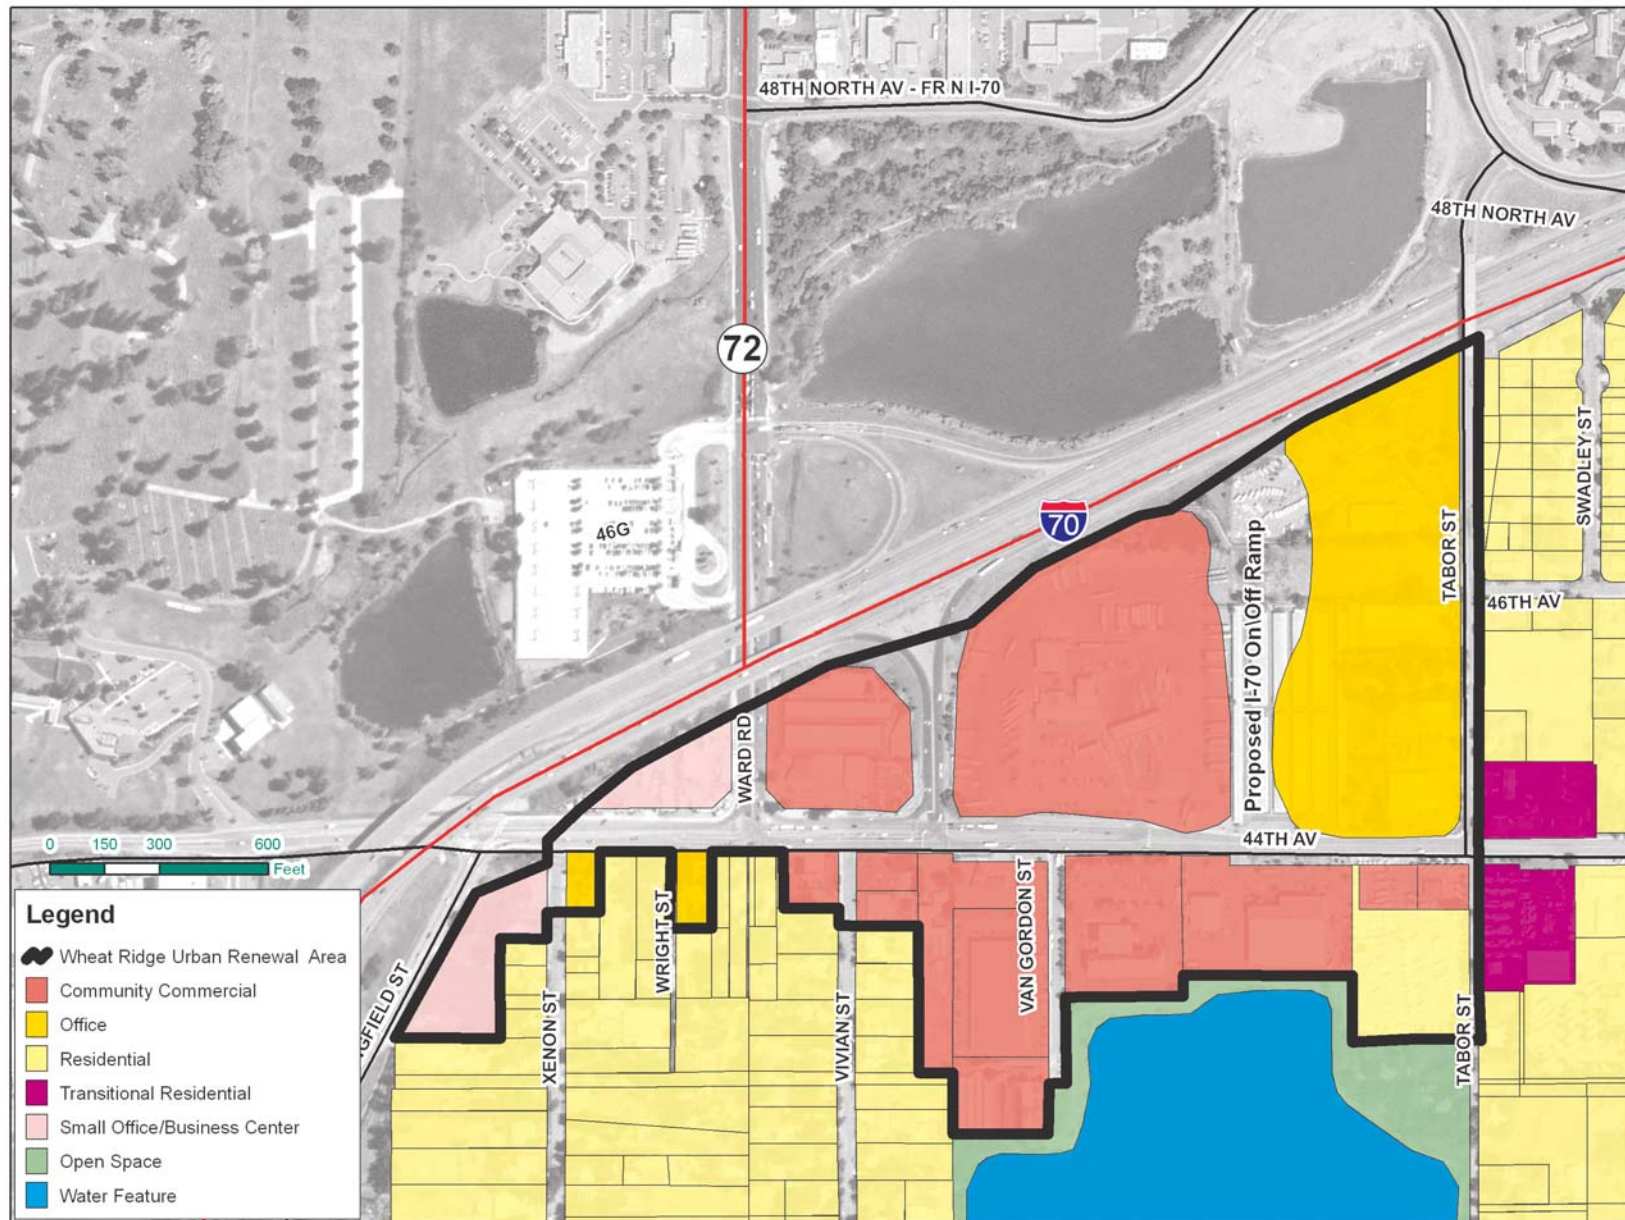 48TH NORTH AV - FR N I-70
48TH NORTH AV
72
SWADLEY ST
70
46G
TABOR ST
46TH AV
Proposed I-70 On Off Ramp
WARD RD
44TH AV
0 150 300 600
Feet
VAN GORDON ST
WRIGHT ST
XENON ST
VIVIAN ST
TABOR ST
GFIELD ST
Legend
Wheat Ridge Urban Renewal Area
Community Commercial
Office
Residential
Transitional Residential
Small Office/Business Center
Open Space
Water Feature